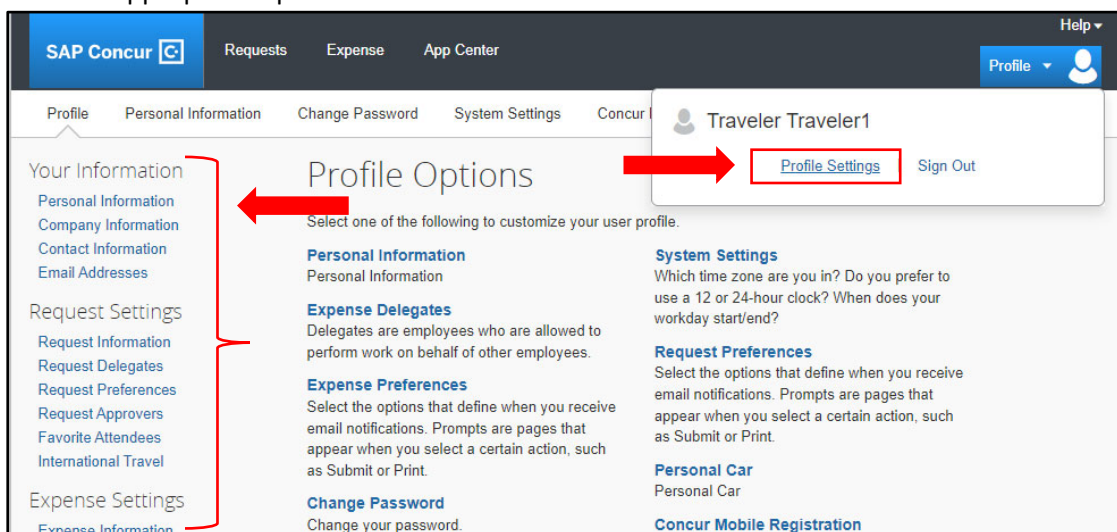 Help
SAP Concur
Requests
Expense
App Center
Profile
Profile
Personal Information
Change Password
System Settings
Concur
Traveler Traveler1
Profile Settings
Sign Out
Your Information
Personal Information
Company Information
Contact Information
Email Addresses
Request Settings
Request Information
Request Delegates
Request Preferences
Request Approvers
Favorite Attendees
International Travel
Expense Settings
Expense Information
Profile Options
Select one of the following to customize your user profile.
Personal Information
Personal Information
Expense Delegates
Delegates are employees who are allowed to
perform work on behalf of other employees.
Expense Preferences
Select the options that define when you receive
email notifications. Prompts are pages that
appear when you select a certain action, such
as Submit or Print.
Change Password
Change your password.
System Settings
Which time zone are you in? Do you prefer to
use a 12 or 24-hour clock? When does your
workday start/end?
Request Preferences
Select the options that define when you receive
email notifications. Prompts are pages that
appear when you select a certain action, such
as Submit or Print.
Personal Car
Personal Car
Concur Mobile Registration